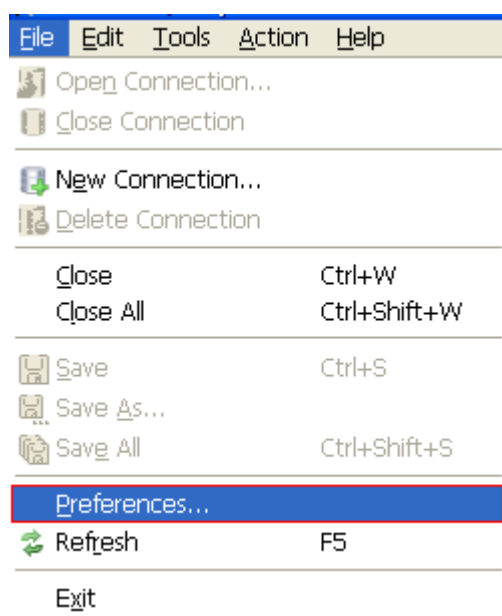 File Edit Tools Action Help
Open Connection...
Close Connection
New Connection...
Delete Connection
Close Ctrl+W
Close All Ctrl+Shift+W
Save Ctrl+S
Save As...
Save All Ctrl+Shift+S
Preferences...
Refresh F5
Exit